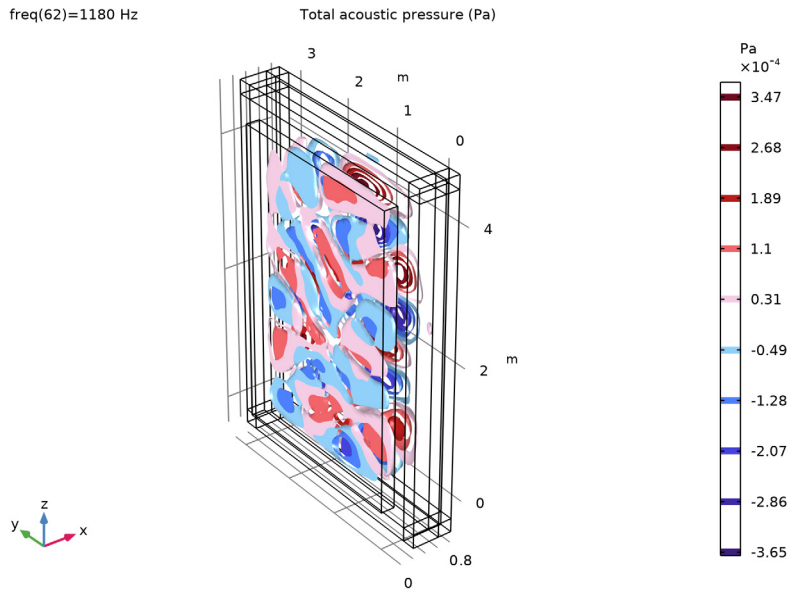 freq(62)=1180 Hz
Total acoustic pressure (Pa)
Pa
×10⁻⁴
3.47
2.68
1.89
1.1
0.31
-0.49
-1.28
-2.07
-2.86
-3.65
3
2
m
1
0
4
2
m
0
0.8
0
z
y
x